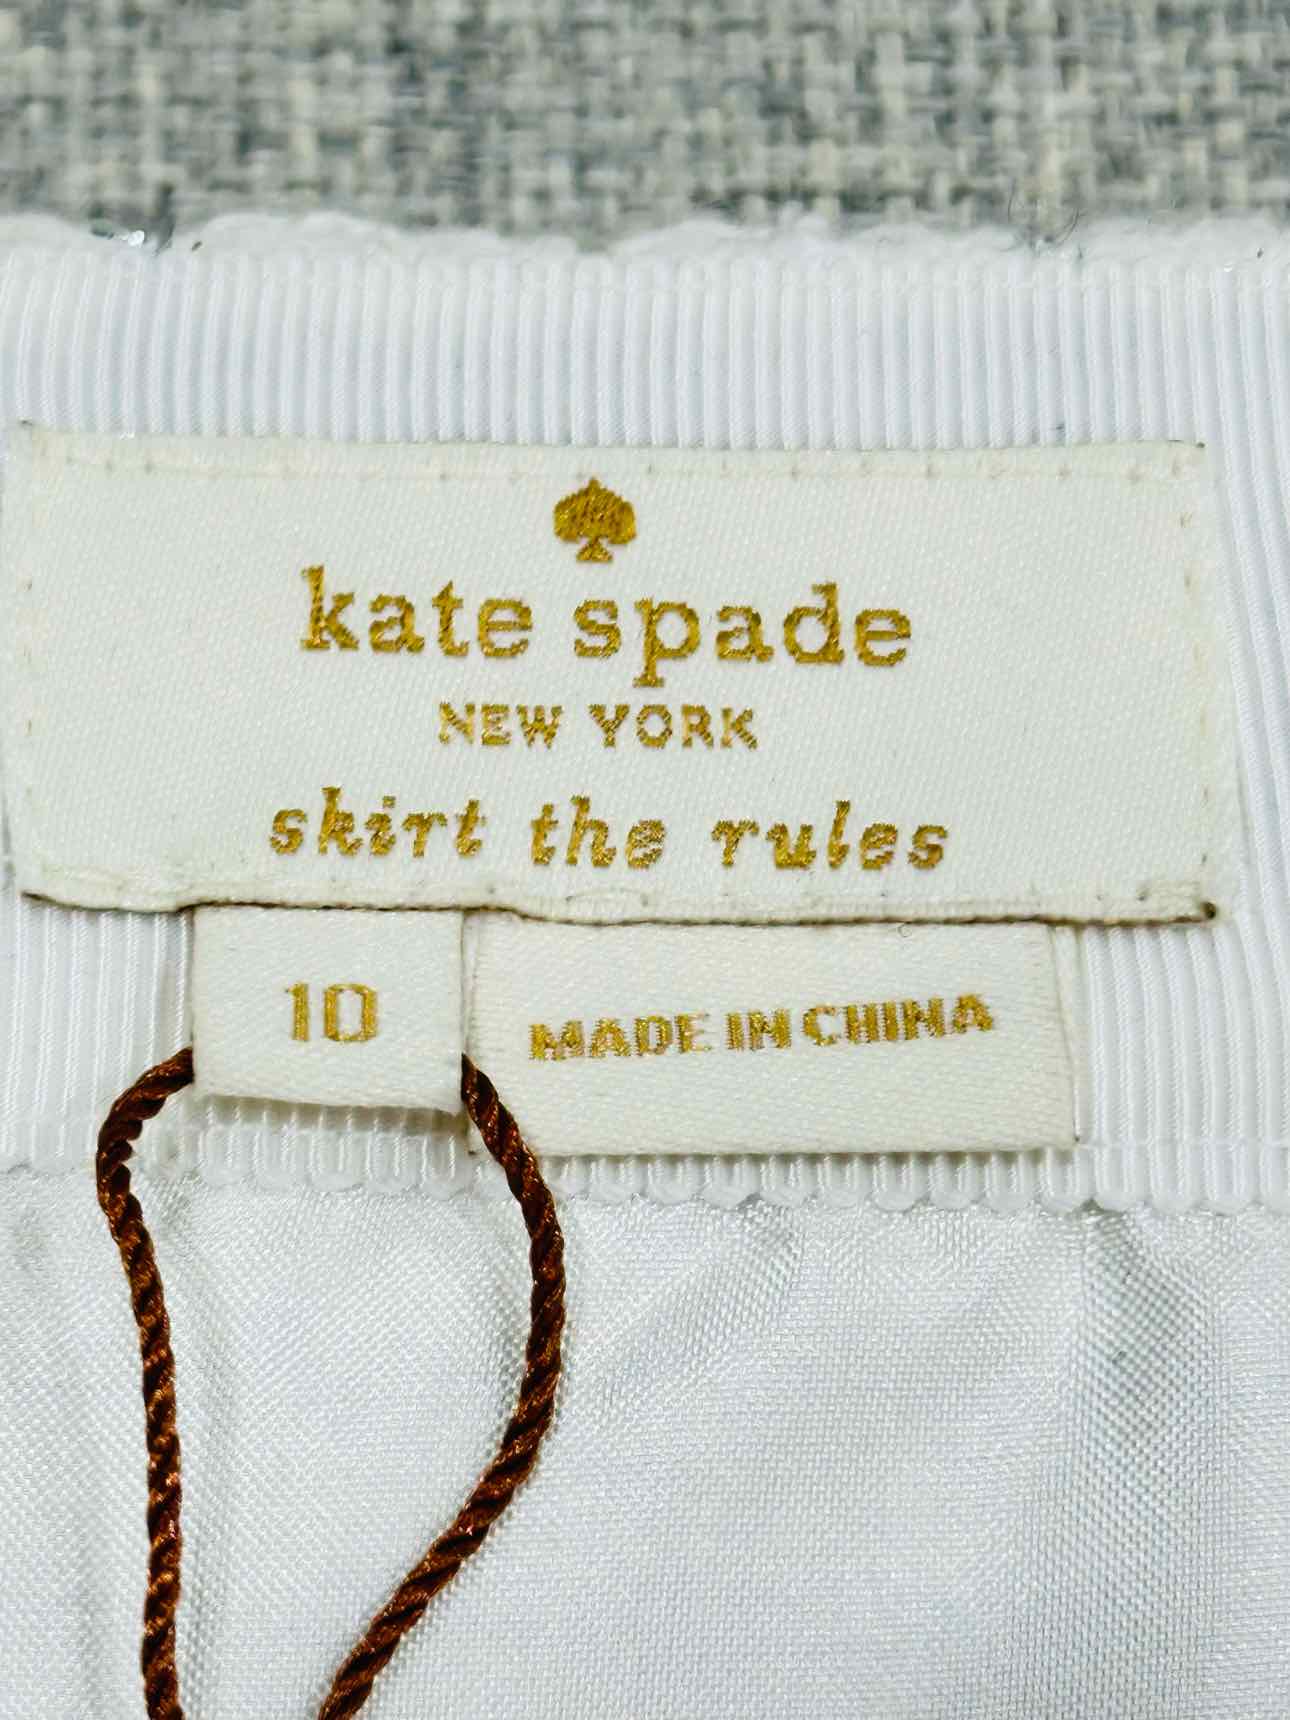 kate spade
NEW YORK
skirt the rules
10
MADE IN CHINA